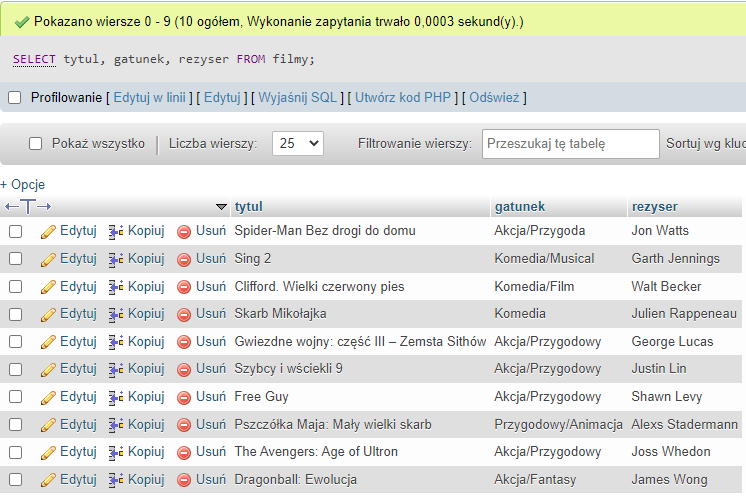 Pokazano wiersze 0 - 9 (10 ogółem, Wykonanie zapytania trwało 0,0003 sekund(y).)
SELECT tytul, gatunek, rezyser FROM filmy;
Profilowanie [ Edytuj w linii ] [ Edytuj ] [ Wyjaśnij SQL ] [ Utwórz kod PHP ] [ Odśwież ]
Pokaż wszystko | Liczba wierszy: 25 Filtrowanie wierszy: Przeszukaj tę tabelę Sortuj wg kluc
+ Opcje
←T→ tytul gatunek rezyser
Edytuj Kopiuj Usuń Spider-Man Bez drogi do domu Akcja/Przygoda Jon Watts
Edytuj Kopiuj Usuń Sing 2 Komedia/Musical Garth Jennings
Edytuj Kopiuj Usuń Clifford. Wielki czerwony pies Komedia/Film Walt Becker
Edytuj Kopiuj Usuń Skarb Mikołajka Komedia Julien Rappeneau
Edytuj Kopiuj Usuń Gwiezdne wojny: część III – Zemsta Sithów Akcja/Przygodowy George Lucas
Edytuj Kopiuj Usuń Szybcy i wściekli 9 Akcja/Przygodowy Justin Lin
Edytuj Kopiuj Usuń Free Guy Akcja/Przygodowy Shawn Levy
Edytuj Kopiuj Usuń Pszczółka Maja: Mały wielki skarb Przygodowy/Animacja Alexs Stadermann
Edytuj Kopiuj Usuń The Avengers: Age of Ultron Akcja/Przygodowy Joss Whedon
Edytuj Kopiuj Usuń Dragonball: Ewolucja Akcja/Fantasy James Wong